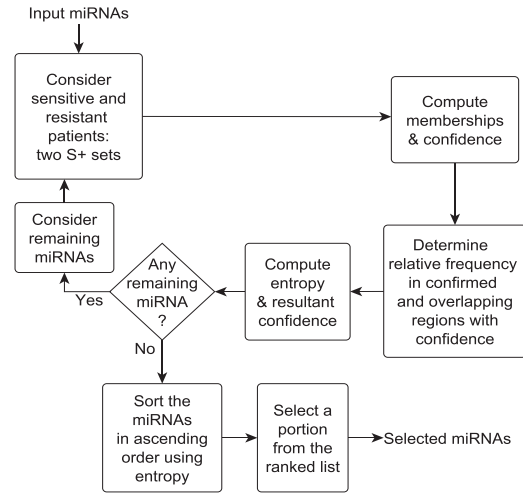 Input miRNAs
Consider
sensitive and
resistant
patients:
two S+ sets
Compute
memberships
& confidence
Determine
relative frequency
in confirmed
and overlapping
regions with
confidence
Compute
entropy
& resultant
confidence
Any
remaining
miRNA
?
Yes
Consider
remaining
miRNAs
No
Sort the
miRNAs
in ascending
order using
entropy
Select a
portion
from the
ranked list
Selected miRNAs